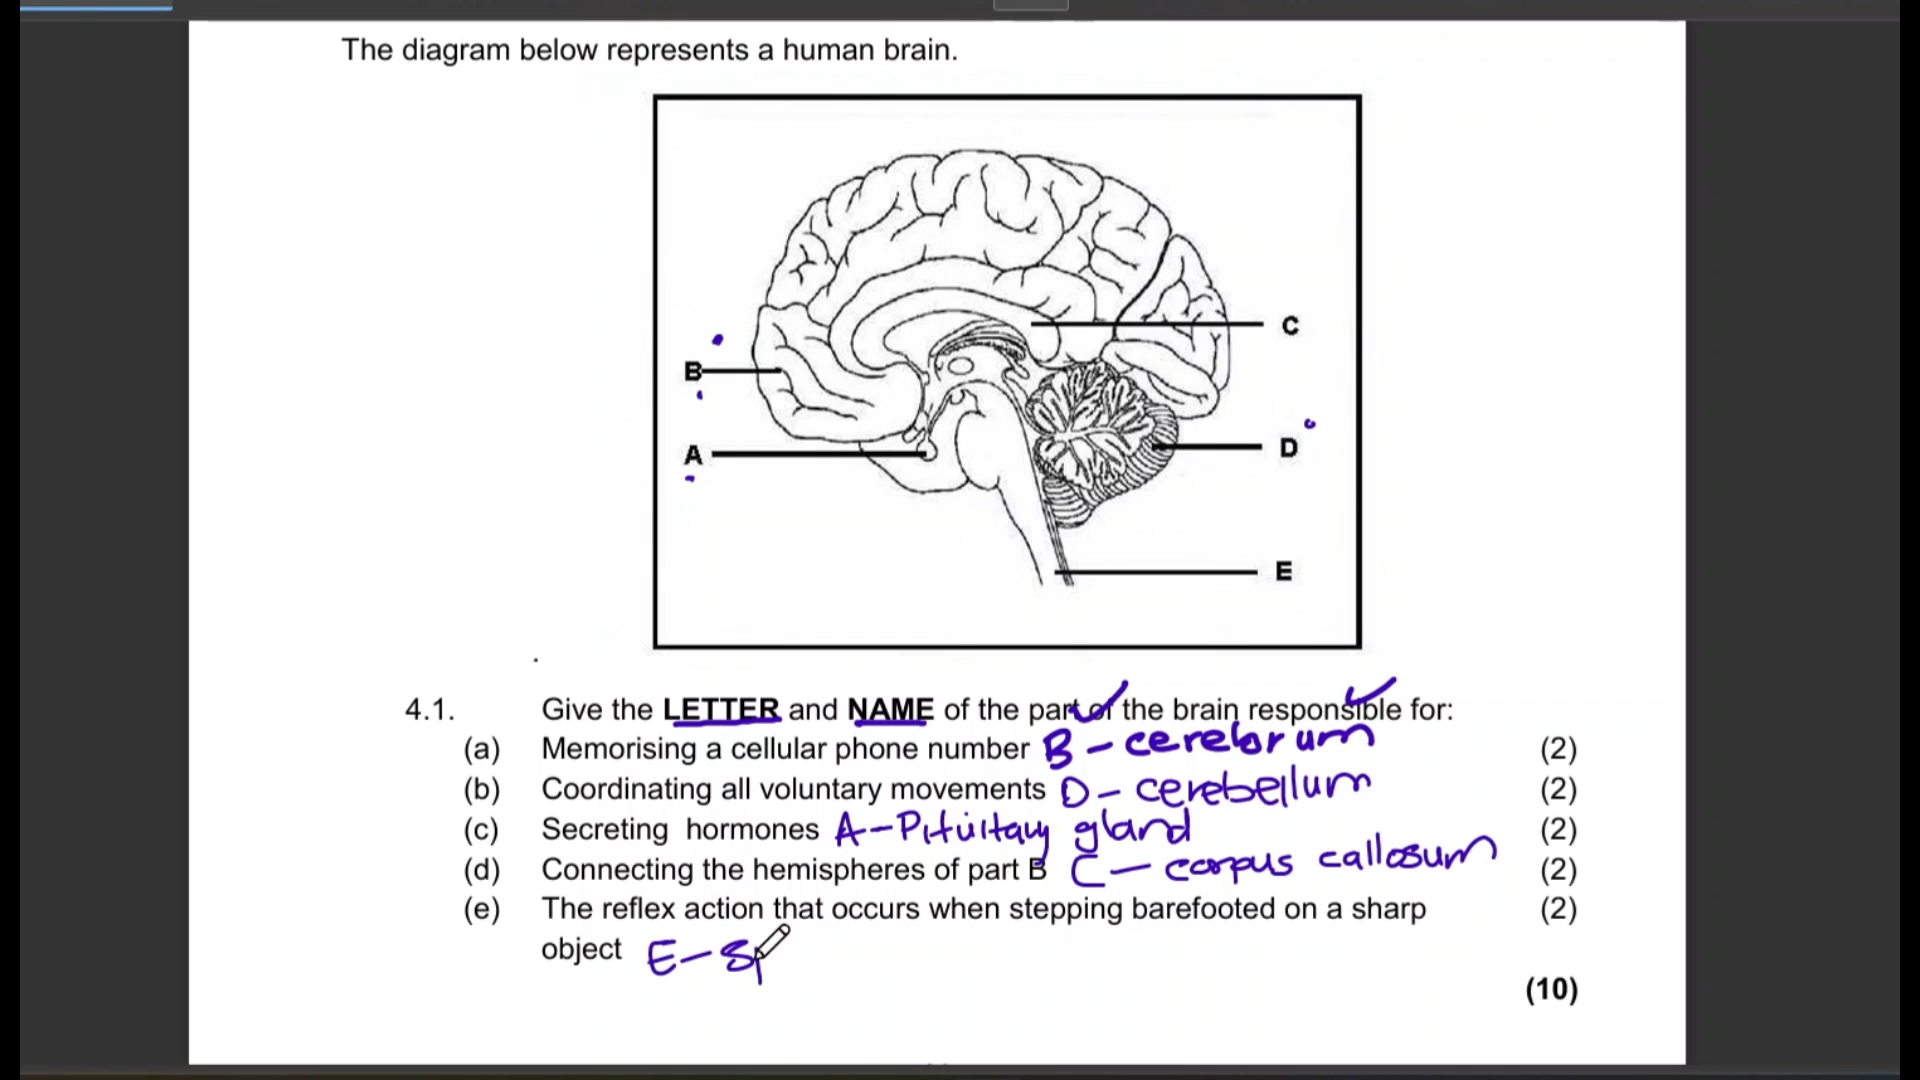 The diagram below represents a human brain.
C
B
D
A
E
4.1. Give the LETTER and NAME of the part of the brain responsible for:
(a) Memorising a cellular phone number B - cerebrum (2)
(b) Coordinating all voluntary movements D - cerebellum (2)
(c) Secreting hormones A - Pituitary gland (2)
(d) Connecting the hemispheres of part B C - corpus callosum (2)
(e) The reflex action that occurs when stepping barefooted on a sharp (2)
object E - Sp
(10)